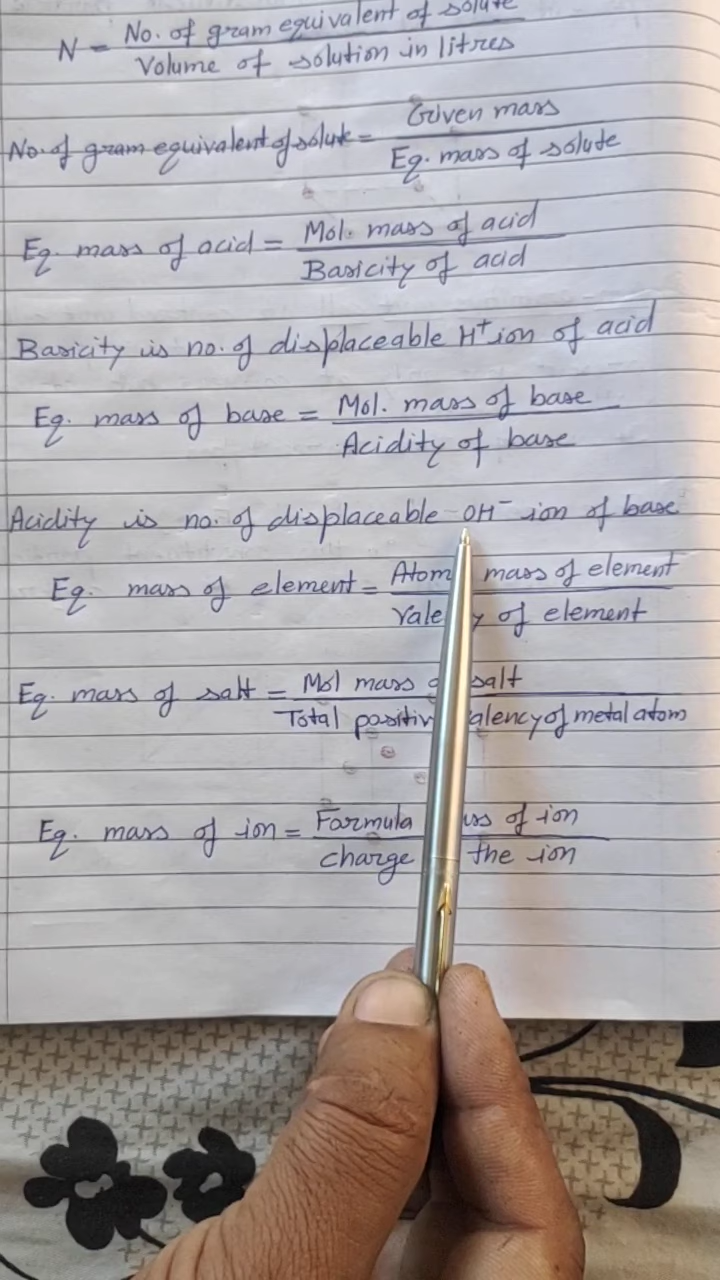 N = No. of gram equivalent of solute
Volume of solution in litres
No. of gram equivalent of solute = Given mass
Eq. mass of solute
Eq. mass of acid = Mol. mass of acid
Basicity of acid
Basicity is no. of displaceable H⁺ ion of acid
Eq. mass of base = Mol. mass of base
Acidity of base
Acidity is no. of displaceable OH⁻ ion of base
Eq. mass of element = Atom mass of element
Vale y of element
Eq. mass of salt = Mol mass salt
Total positiv alency of metal atom
Eq. mass of ion = Formula ss of ion
charge the ion